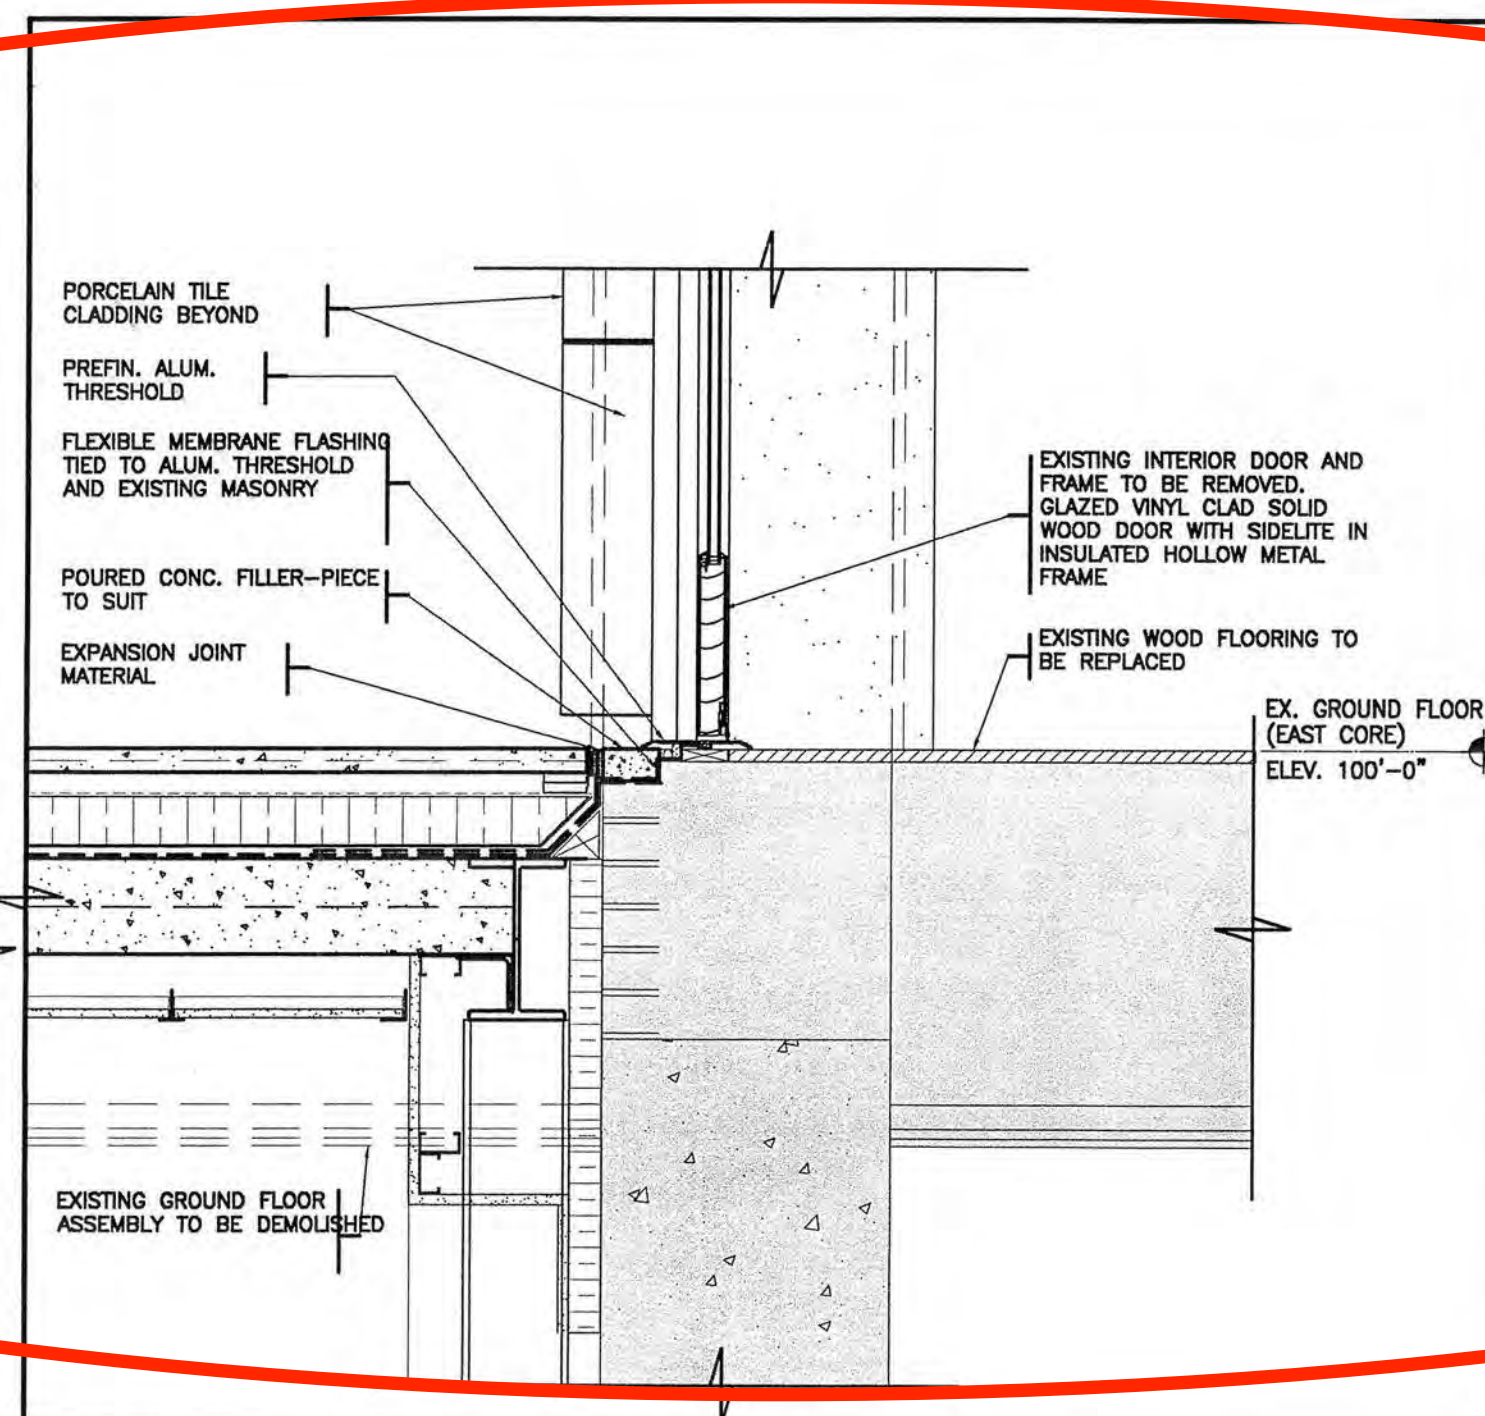 PORCELAIN TILE
CLADDING BEYOND
PREFIN. ALUM.
THRESHOLD
FLEXIBLE MEMBRANE FLASHING
TIED TO ALUM. THRESHOLD
AND EXISTING MASONRY
POURED CONC. FILLER-PIECE
TO SUIT
EXPANSION JOINT
MATERIAL
EXISTING GROUND FLOOR
ASSEMBLY TO BE DEMOLISHED
EXISTING INTERIOR DOOR AND
FRAME TO BE REMOVED.
GLAZED VINYL CLAD SOLID
WOOD DOOR WITH SIDELITE IN
INSULATED HOLLOW METAL
FRAME
EXISTING WOOD FLOORING TO
BE REPLACED
EX. GROUND FLOOR
(EAST CORE)
ELEV. 100'-0"